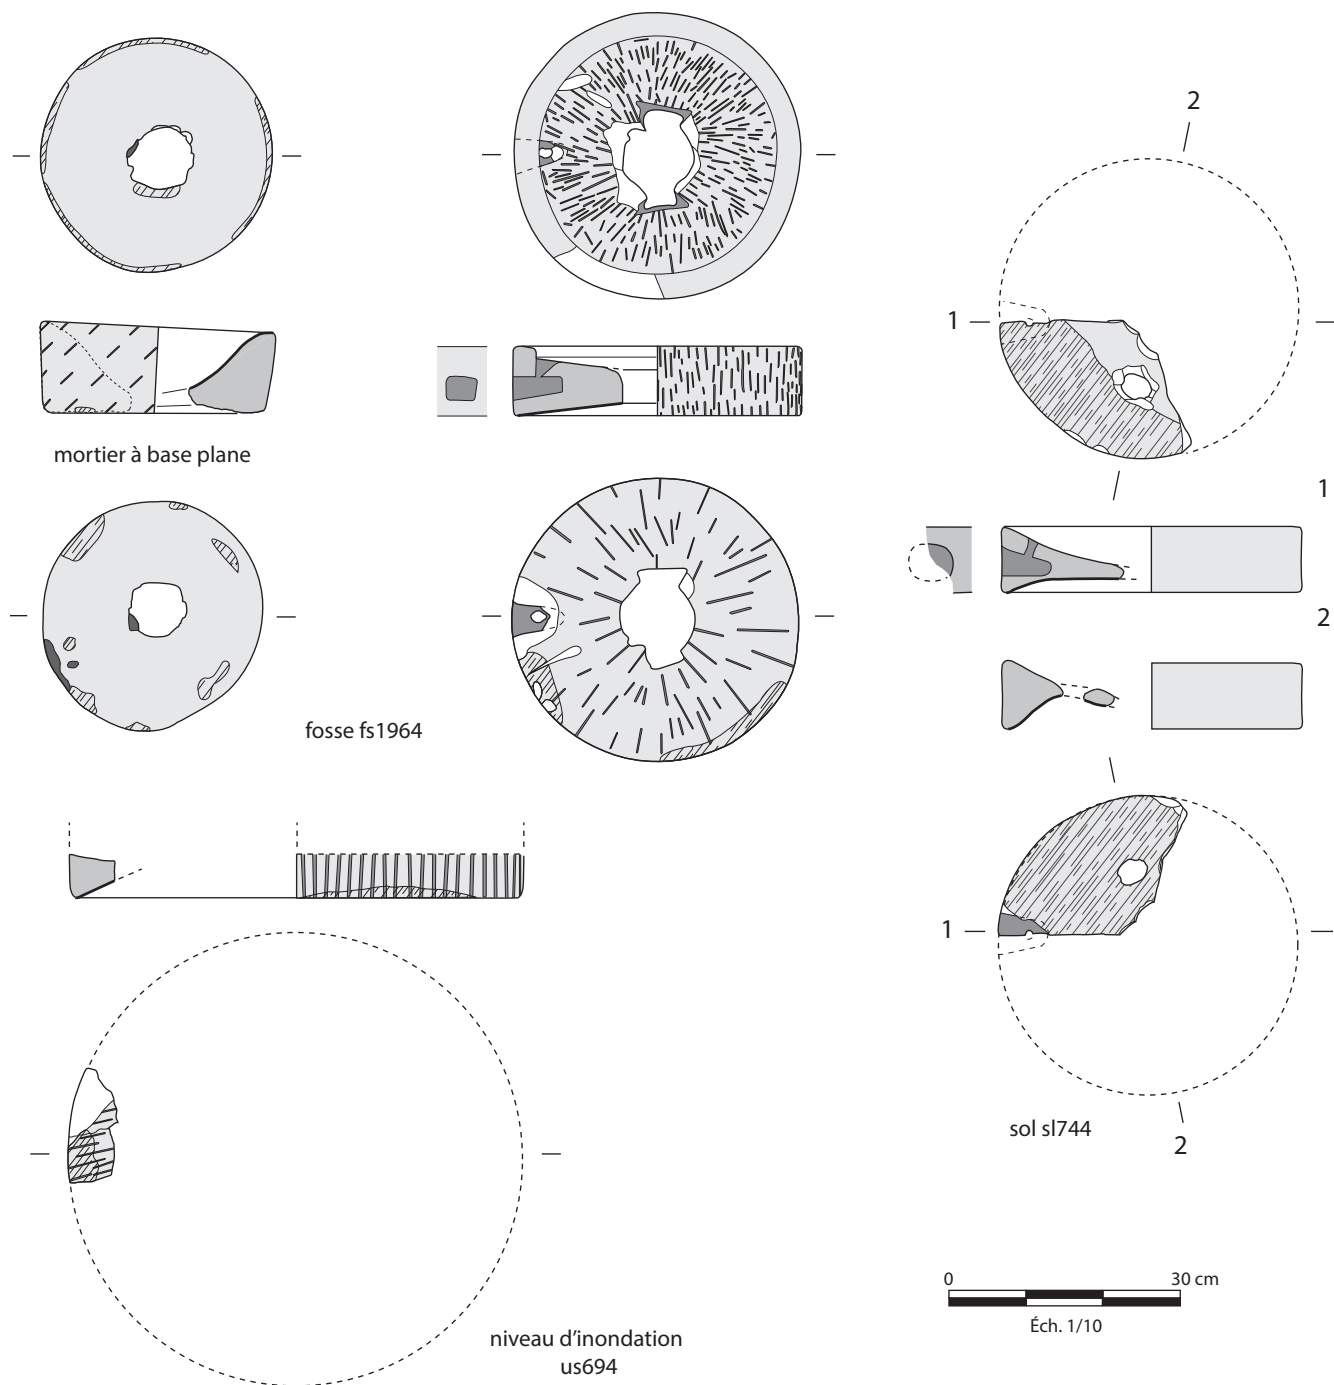 mortier à base plane
fosse fs1964
niveau d'inondation
us694
2
1
1
2
1
sol sl744
2
0
30 cm
Éch. 1/10